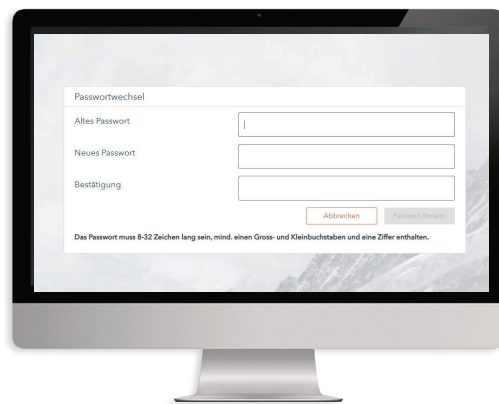 Passwortwechsel
Altes Passwort
Neues Passwort
Bestätigung
Abbrechen Passwort ändern
Das Passwort muss 8-32 Zeichen lang sein, mind. einen Gross- und Kleinbuchstaben und eine Ziffer enthalten.